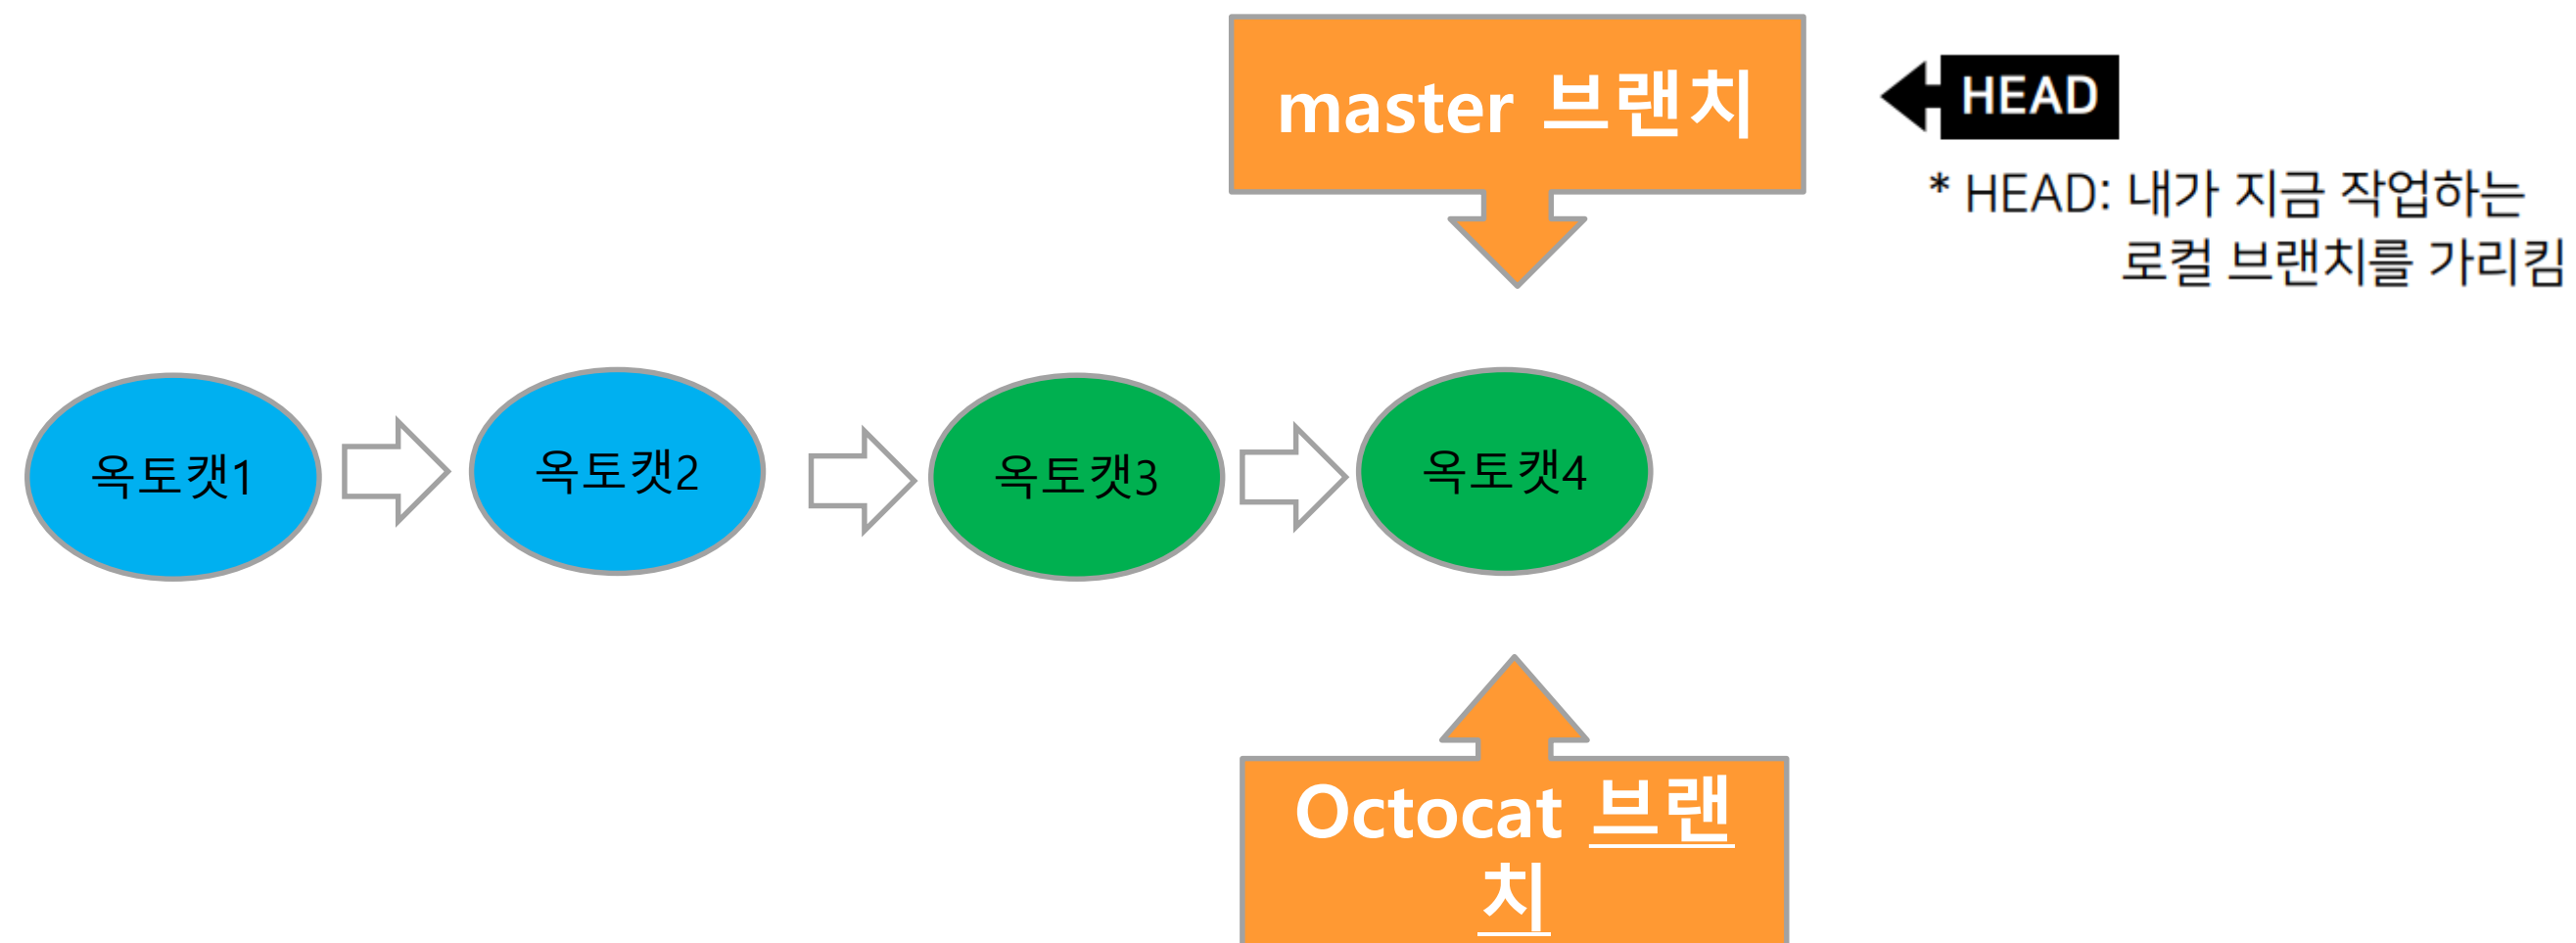 master 브랜치
HEAD
* HEAD: 내가 지금 작업하는
로컬 브랜치를 가리킴
옥토캣1
옥토캣2
옥토캣3
옥토캣4
Octocat 브랜
치